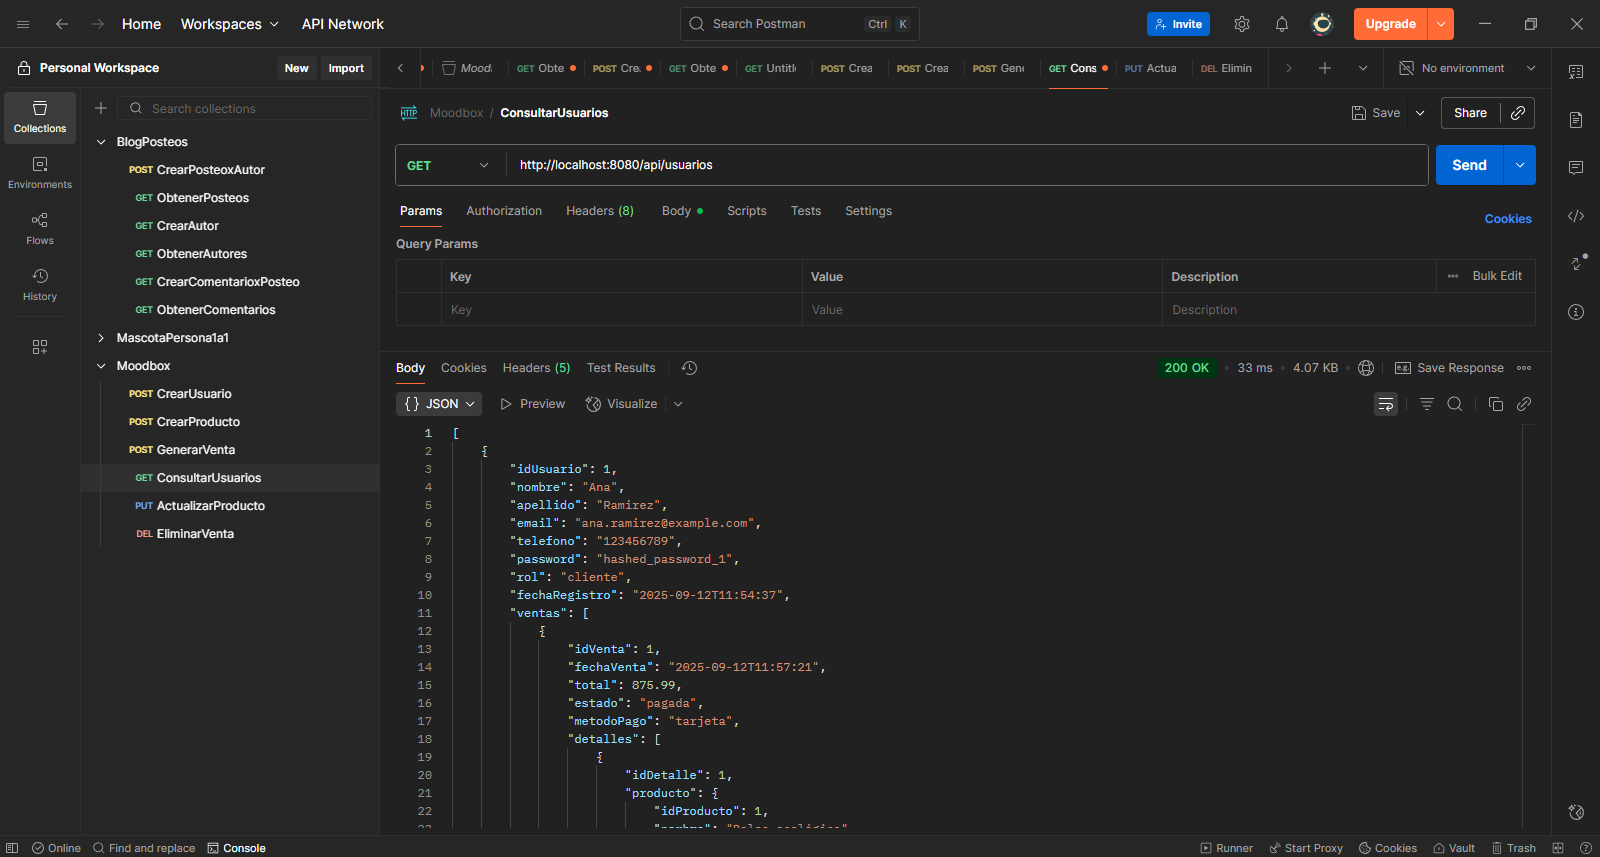 Home Workspaces API Network
Search Postman Ctrl K
Invite Upgrade
Personal Workspace New Import
Mood
GET Obte
POST Cre
GET Obte
GET Untitl
POST Crea
POST Crea
POST Gene
GET Cons
PUT Actua
DEL Elimin
No environment
Collections
Environments
Flows
History
Search collections
BlogPosteos
POST CrearPosteoxAutor
GET ObtenerPosteos
GET CrearAutor
GET ObtenerAutores
GET CrearComentarioxPosteo
GET ObtenerComentarios
MascotaPersona1a1
Moodbox
POST CrearUsuario
POST CrearProducto
POST GenerarVenta
GET ConsultarUsuarios
PUT ActualizarProducto
DEL EliminarVenta
HTTP Moodbox / ConsultarUsuarios Save Share
GET http://localhost:8080/api/usuarios Send
Params Authorization Headers (8) Body Scripts Tests Settings Cookies
Query Params
Key Value Description Bulk Edit
Key Value Description
Body Cookies Headers (5) Test Results 200 OK 33 ms 4.07 KB e.g. Save Response
{} JSON Preview Visualize
1 [
2 {
3 "idUsuario": 1,
4 "nombre": "Ana",
5 "apellido": "Ramirez",
6 "email": "ana.ramirez@example.com",
7 "telefono": "123456789",
8 "password": "hashed_password_1",
9 "rol": "cliente",
10 "fechaRegistro": "2025-09-12T11:54:37",
11 "ventas": [
12 {
13 "idVenta": 1,
14 "fechaVenta": "2025-09-12T11:57:21",
15 "total": 875.99,
16 "estado": "pagada",
17 "metodoPago": "tarjeta",
18 "detalles": [
19 {
20 "idDetalle": 1,
21 "producto": {
22 "idProducto": 1,
Online Find and replace Console Runner Start Proxy Cookies Vault Trash